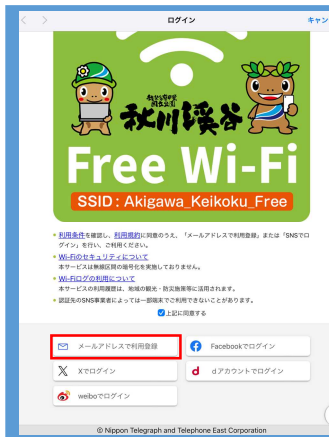 ログイン
キャン
秩父多摩甲斐
国立公園
秋川渓谷
Free Wi-Fi
SSID : Akigawa_Keikoku_Free
利用条件を確認し、利用規約に同意のうえ、「メールアドレスで利用登録」または「SNSでロ
グイン」を行い、ご利用ください。
Wi-Fiのセキュリティについて
本サービスは無線区間の暗号化を実施しておりません。
Wi-Fiログの利用について
本サービスの利用履歴は、地域の観光・防災施策等に活用されます。
認証先のSNS事業者によっては一部端末でご利用できないことがあります。
上記に同意する
メールアドレスで利用登録
Facebookでログイン
Xでログイン
d dアカウントでログイン
weiboでログイン
© Nippon Telegraph and Telephone East Corporation